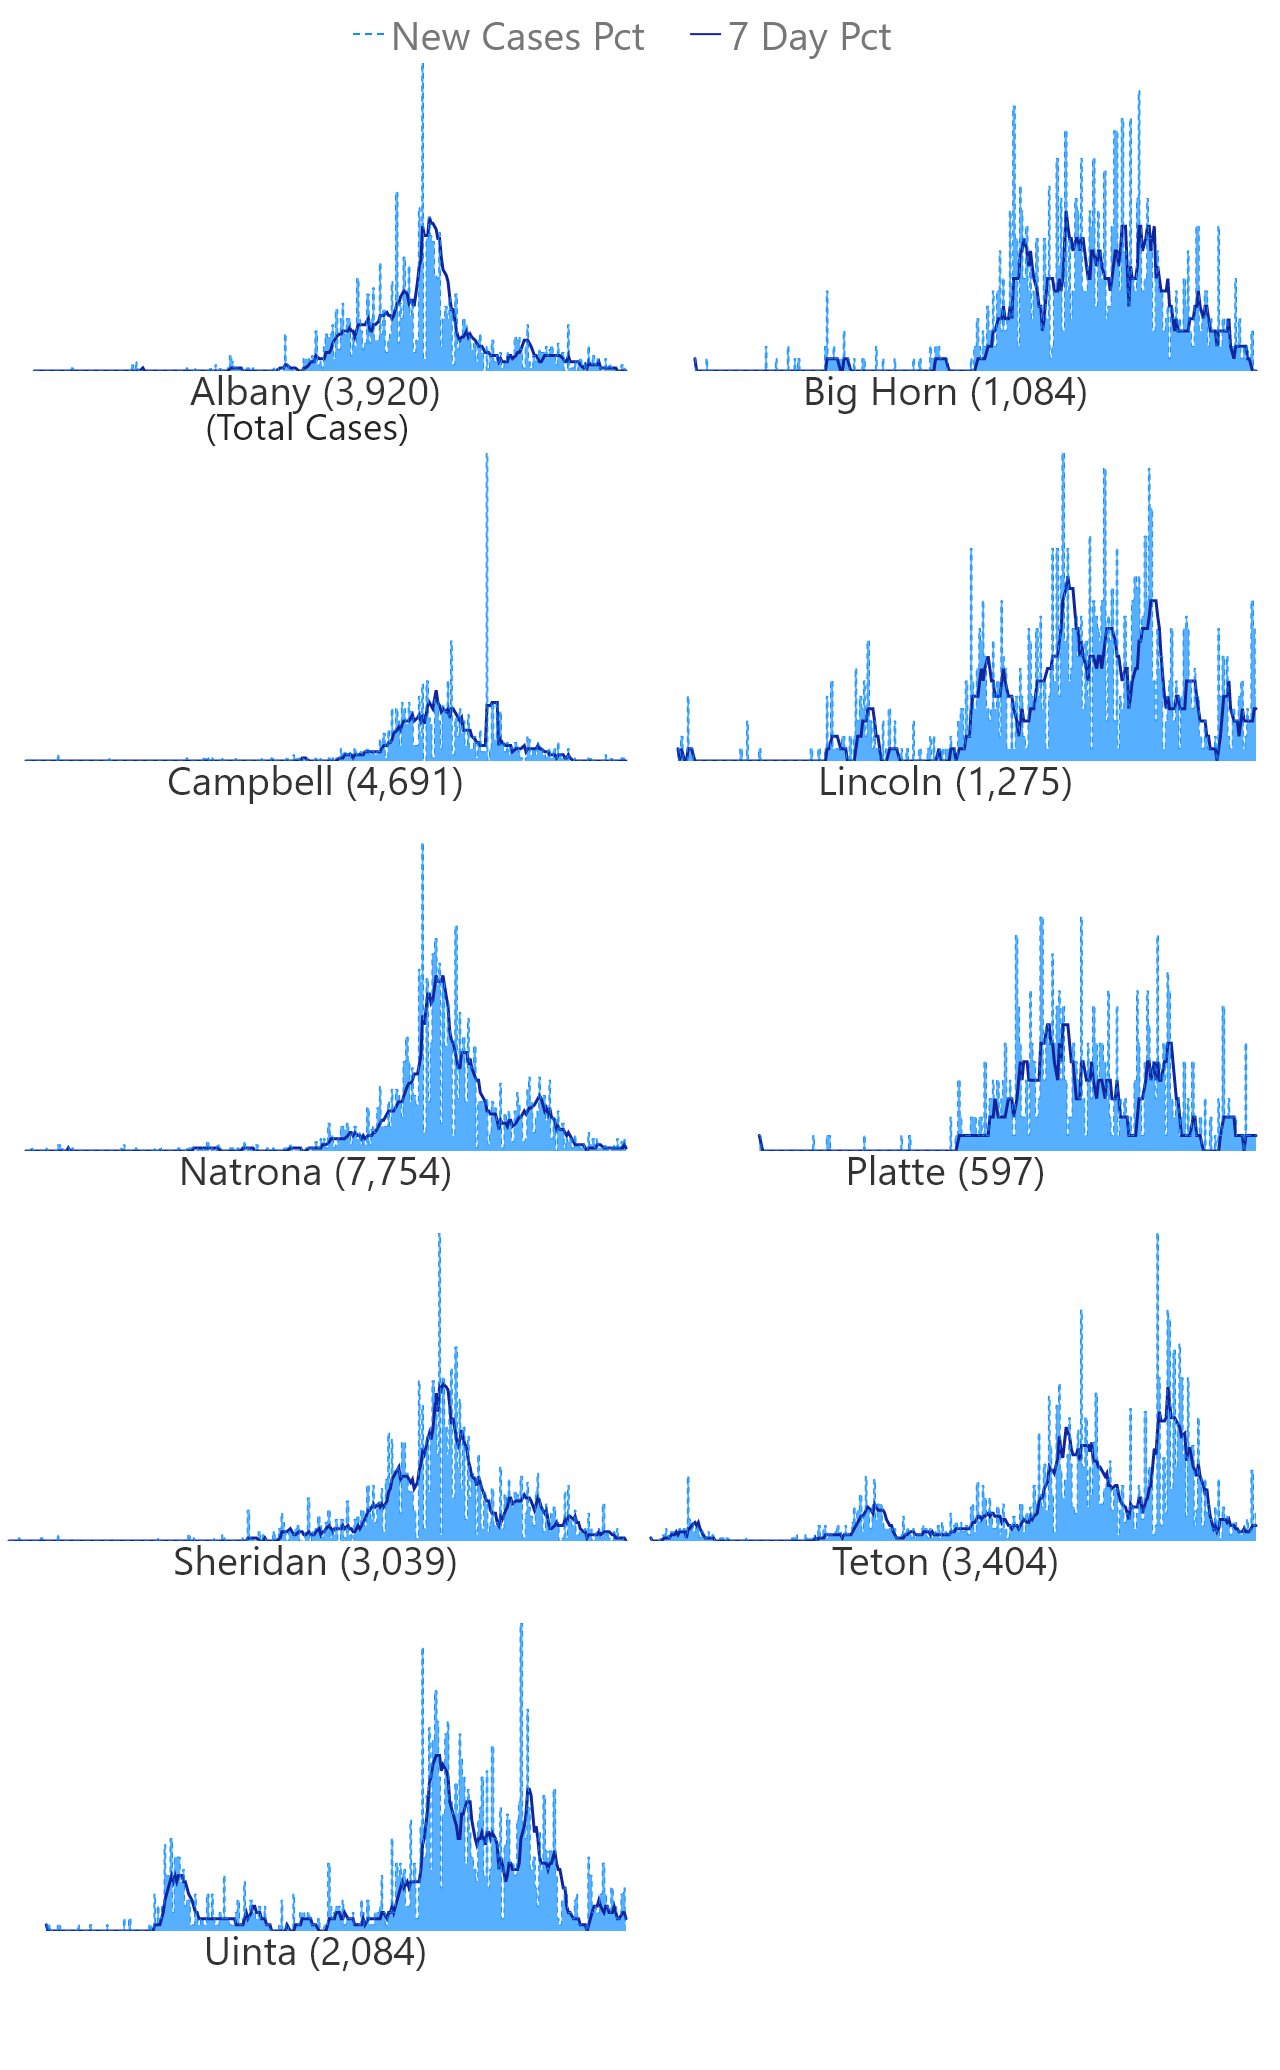 New Cases Pct 7 Day Pct
Albany (3,920) Big Horn (1,084)
(Total Cases)
Campbell (4,691) Lincoln (1,275)
Natrona (7,754) Platte (597)
Sheridan (3,039) Teton (3,404)
Uinta (2,084)